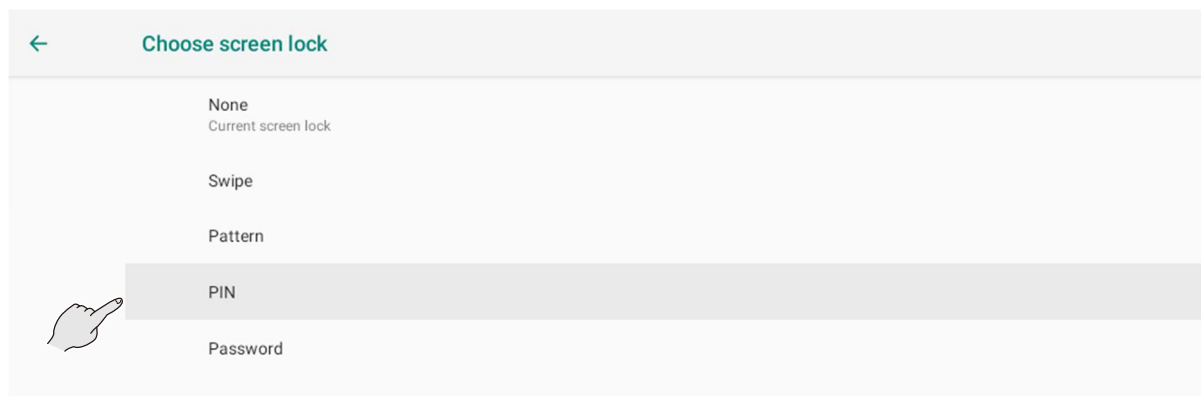 Choose screen lock
None
Current screen lock
Swipe
Pattern
PIN
Password